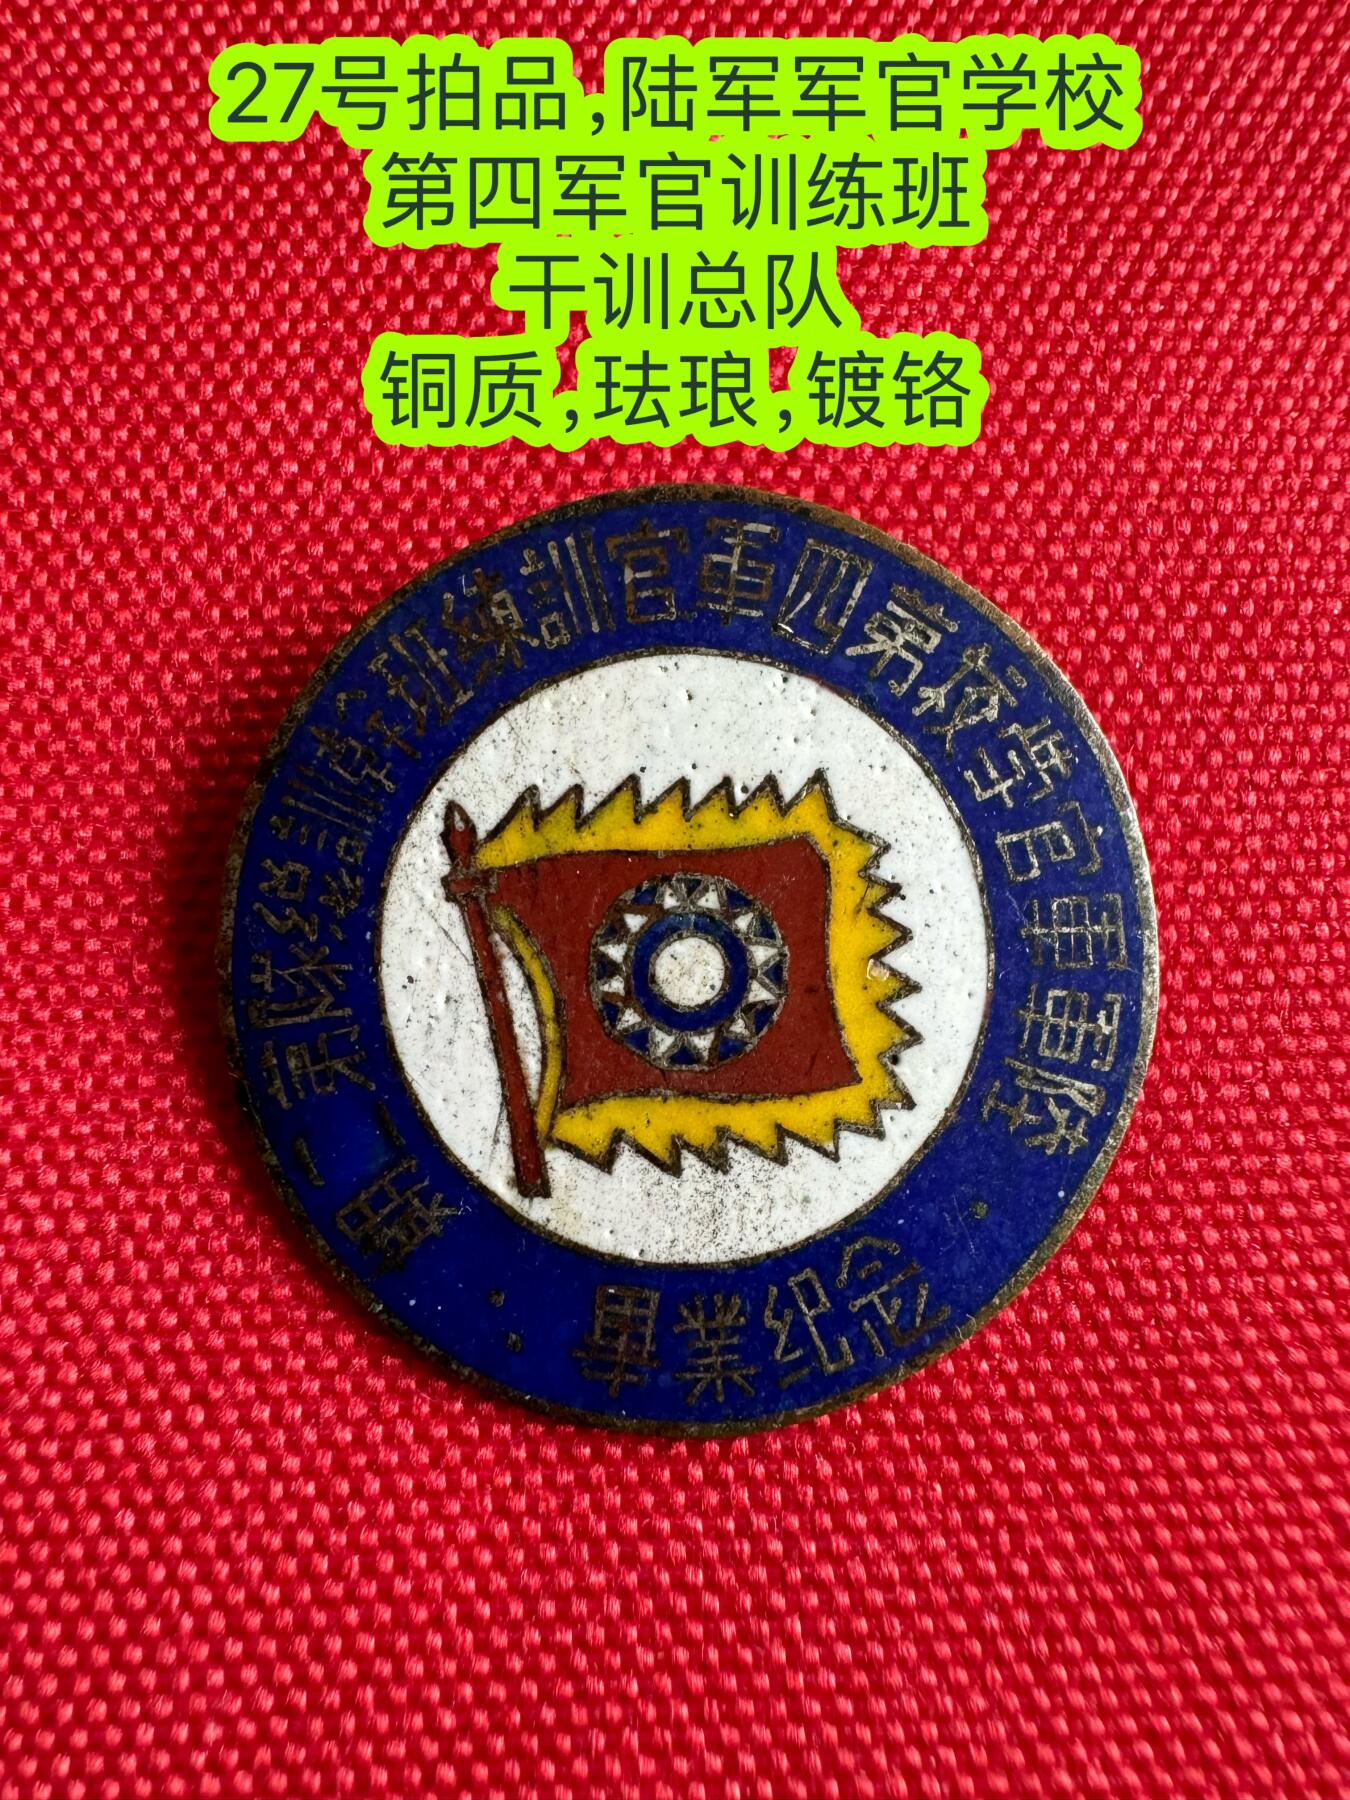 27号拍品,陆军军官学校
第四军官训练班
干训总队
铜质,珐琅,镀铬
陸軍軍官學校第四軍官訓練班幹訓總隊第二期
畢業紀念